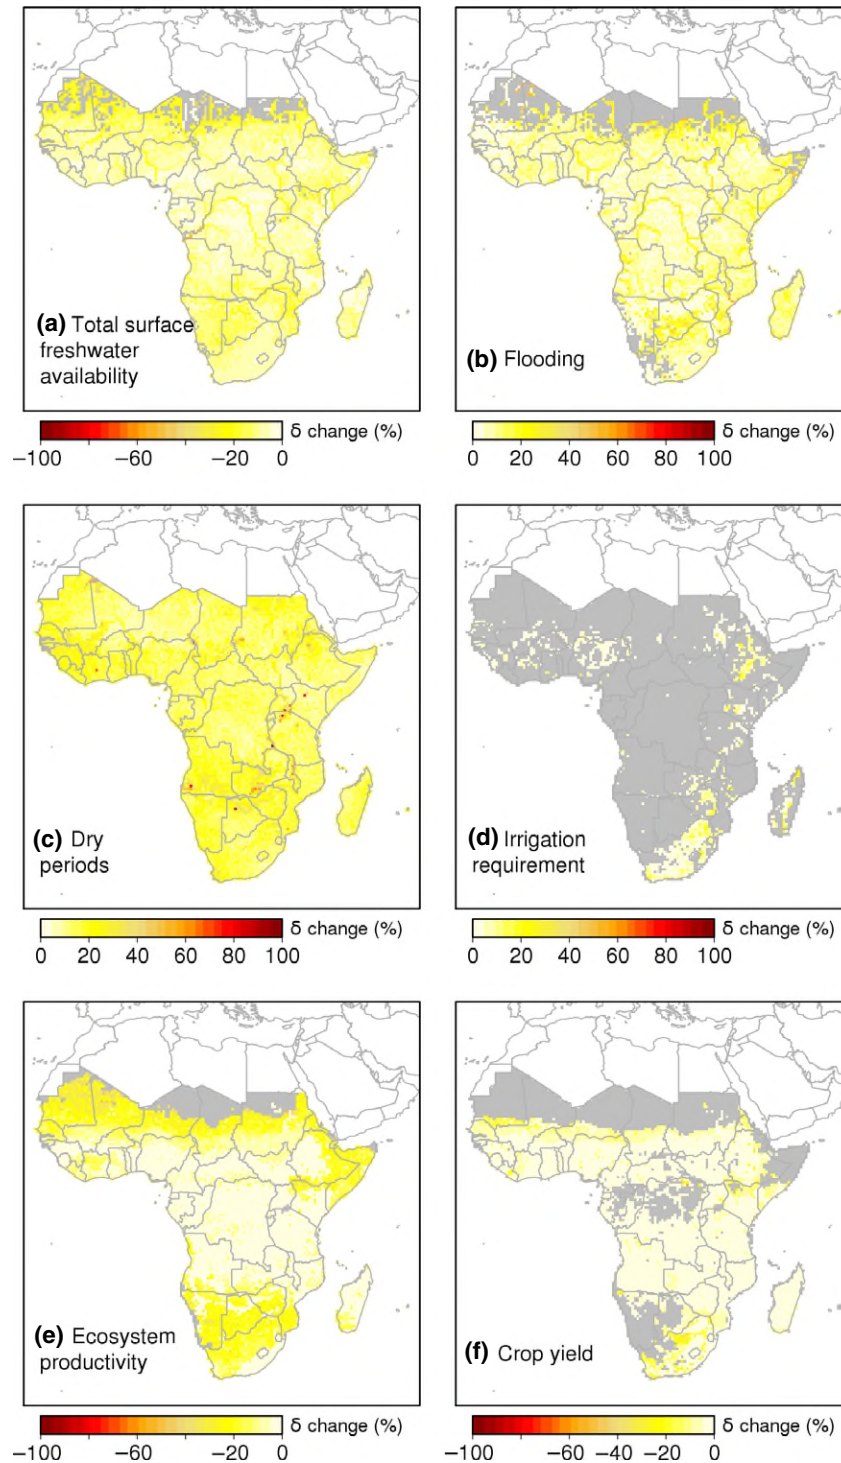 (a) Total surface
freshwater
availability
(b) Flooding
δ change (%)
−100 −60 −20 0
δ change (%)
0 20 40 60 80 100
(c) Dry
periods
(d) Irrigation
requirement
δ change (%)
0 20 40 60 80 100
δ change (%)
0 20 40 60 80 100
(e) Ecosystem
productivity
(f) Crop yield
δ change (%)
−100 −60 −20 0
δ change (%)
−100 −60 −40 −20 0